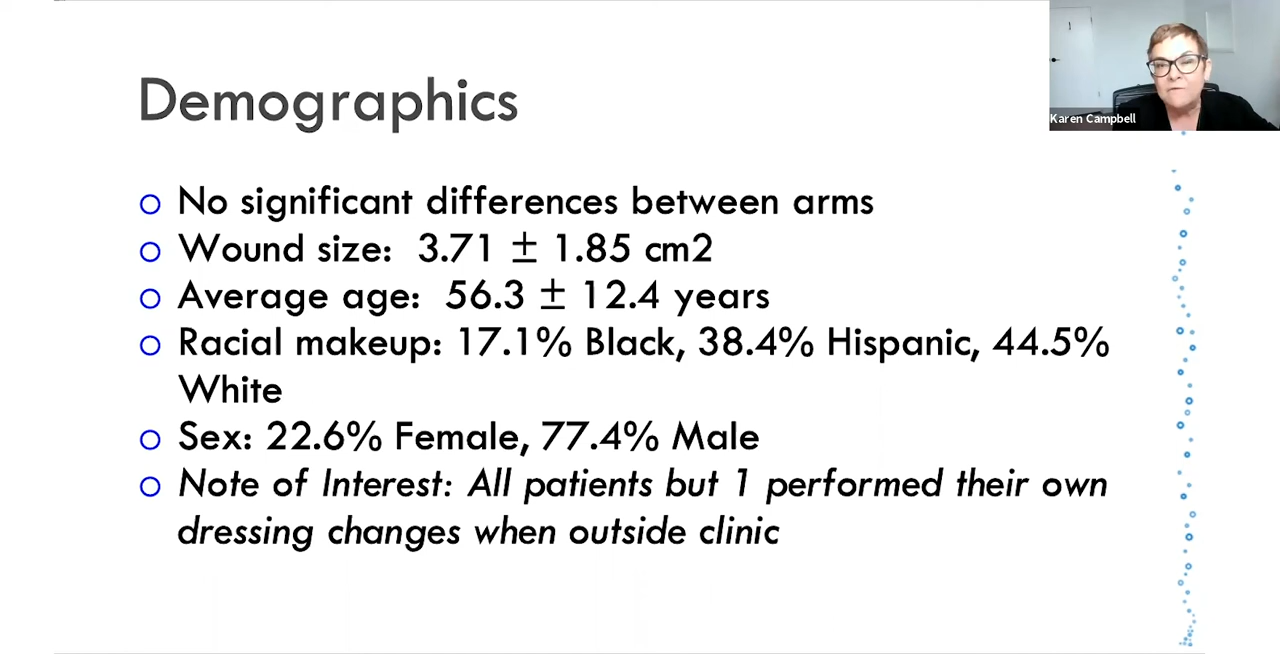 Karen Campbell
Demographics
No significant differences between arms
Wound size:  3.71 ± 1.85 cm2
Average age:  56.3 ± 12.4 years
Racial makeup: 17.1% Black, 38.4% Hispanic, 44.5%
White
Sex: 22.6% Female, 77.4% Male
Note of Interest: All patients but 1 performed their own
dressing changes when outside clinic